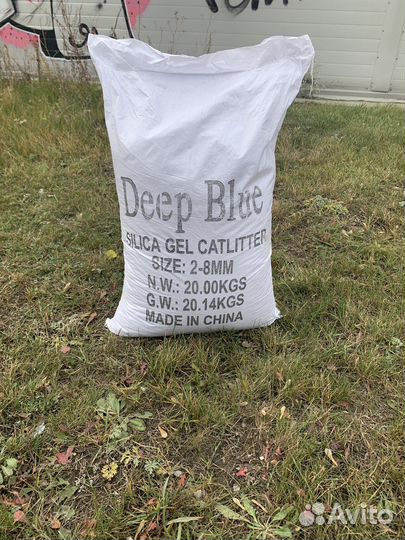 Deep Blue
SILICA GEL CATLITTER
SIZE: 2-8MM
N.W.: 20.00KGS
G.W.: 20.14KGS
MADE IN CHINA
Avito